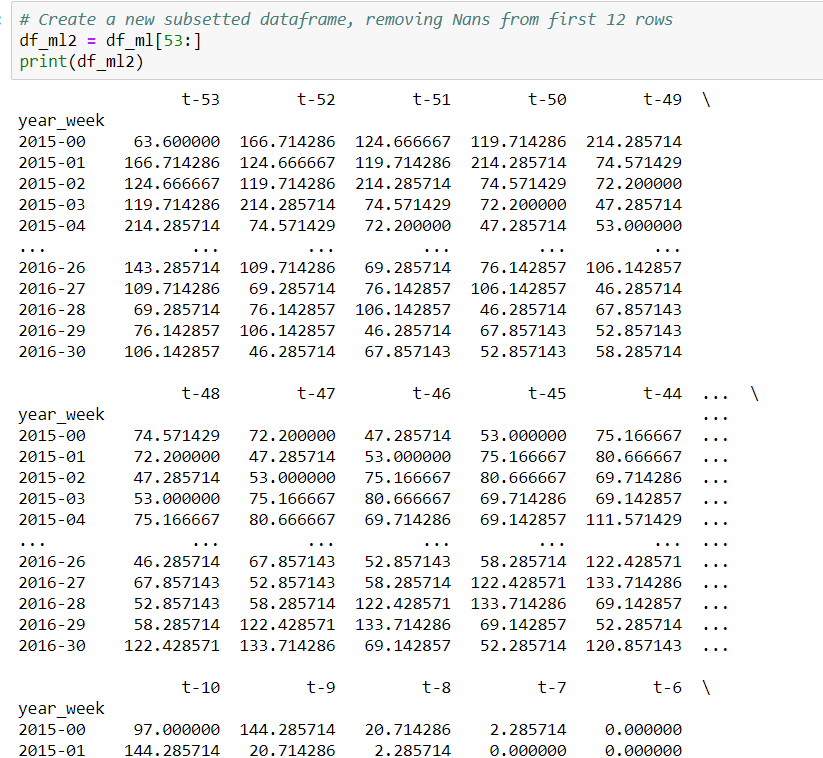 # Create a new subsetted dataframe, removing Nans from first 12 rows
df_ml2 = df_ml[53:]
print(df_ml2)
t-53 t-52 t-51 t-50 t-49 \
year_week
2015-00 63.600000 166.714286 124.666667 119.714286 214.285714
2015-01 166.714286 124.666667 119.714286 214.285714 74.571429
2015-02 124.666667 119.714286 214.285714 74.571429 72.200000
2015-03 119.714286 214.285714 74.571429 72.200000 47.285714
2015-04 214.285714 74.571429 72.200000 47.285714 53.000000
... ... ... ... ... ...
2016-26 143.285714 109.714286 69.285714 76.142857 106.142857
2016-27 109.714286 69.285714 76.142857 106.142857 46.285714
2016-28 69.285714 76.142857 106.142857 46.285714 67.857143
2016-29 76.142857 106.142857 46.285714 67.857143 52.857143
2016-30 106.142857 46.285714 67.857143 52.857143 58.285714
t-48 t-47 t-46 t-45 t-44 ... \
year_week ...
2015-00 74.571429 72.200000 47.285714 53.000000 75.166667 ...
2015-01 72.200000 47.285714 53.000000 75.166667 80.666667 ...
2015-02 47.285714 53.000000 75.166667 80.666667 69.714286 ...
2015-03 53.000000 75.166667 80.666667 69.714286 69.142857 ...
2015-04 75.166667 80.666667 69.714286 69.142857 111.571429 ...
... ... ... ... ... ... ...
2016-26 46.285714 67.857143 52.857143 58.285714 122.428571 ...
2016-27 67.857143 52.857143 58.285714 122.428571 133.714286 ...
2016-28 52.857143 58.285714 122.428571 133.714286 69.142857 ...
2016-29 58.285714 122.428571 133.714286 69.142857 52.285714 ...
2016-30 122.428571 133.714286 69.142857 52.285714 120.857143 ...
t-10 t-9 t-8 t-7 t-6 \
year_week
2015-00 97.000000 144.285714 20.714286 2.285714 0.000000
2015-01 144.285714 20.714286 2.285714 0.000000 0.000000